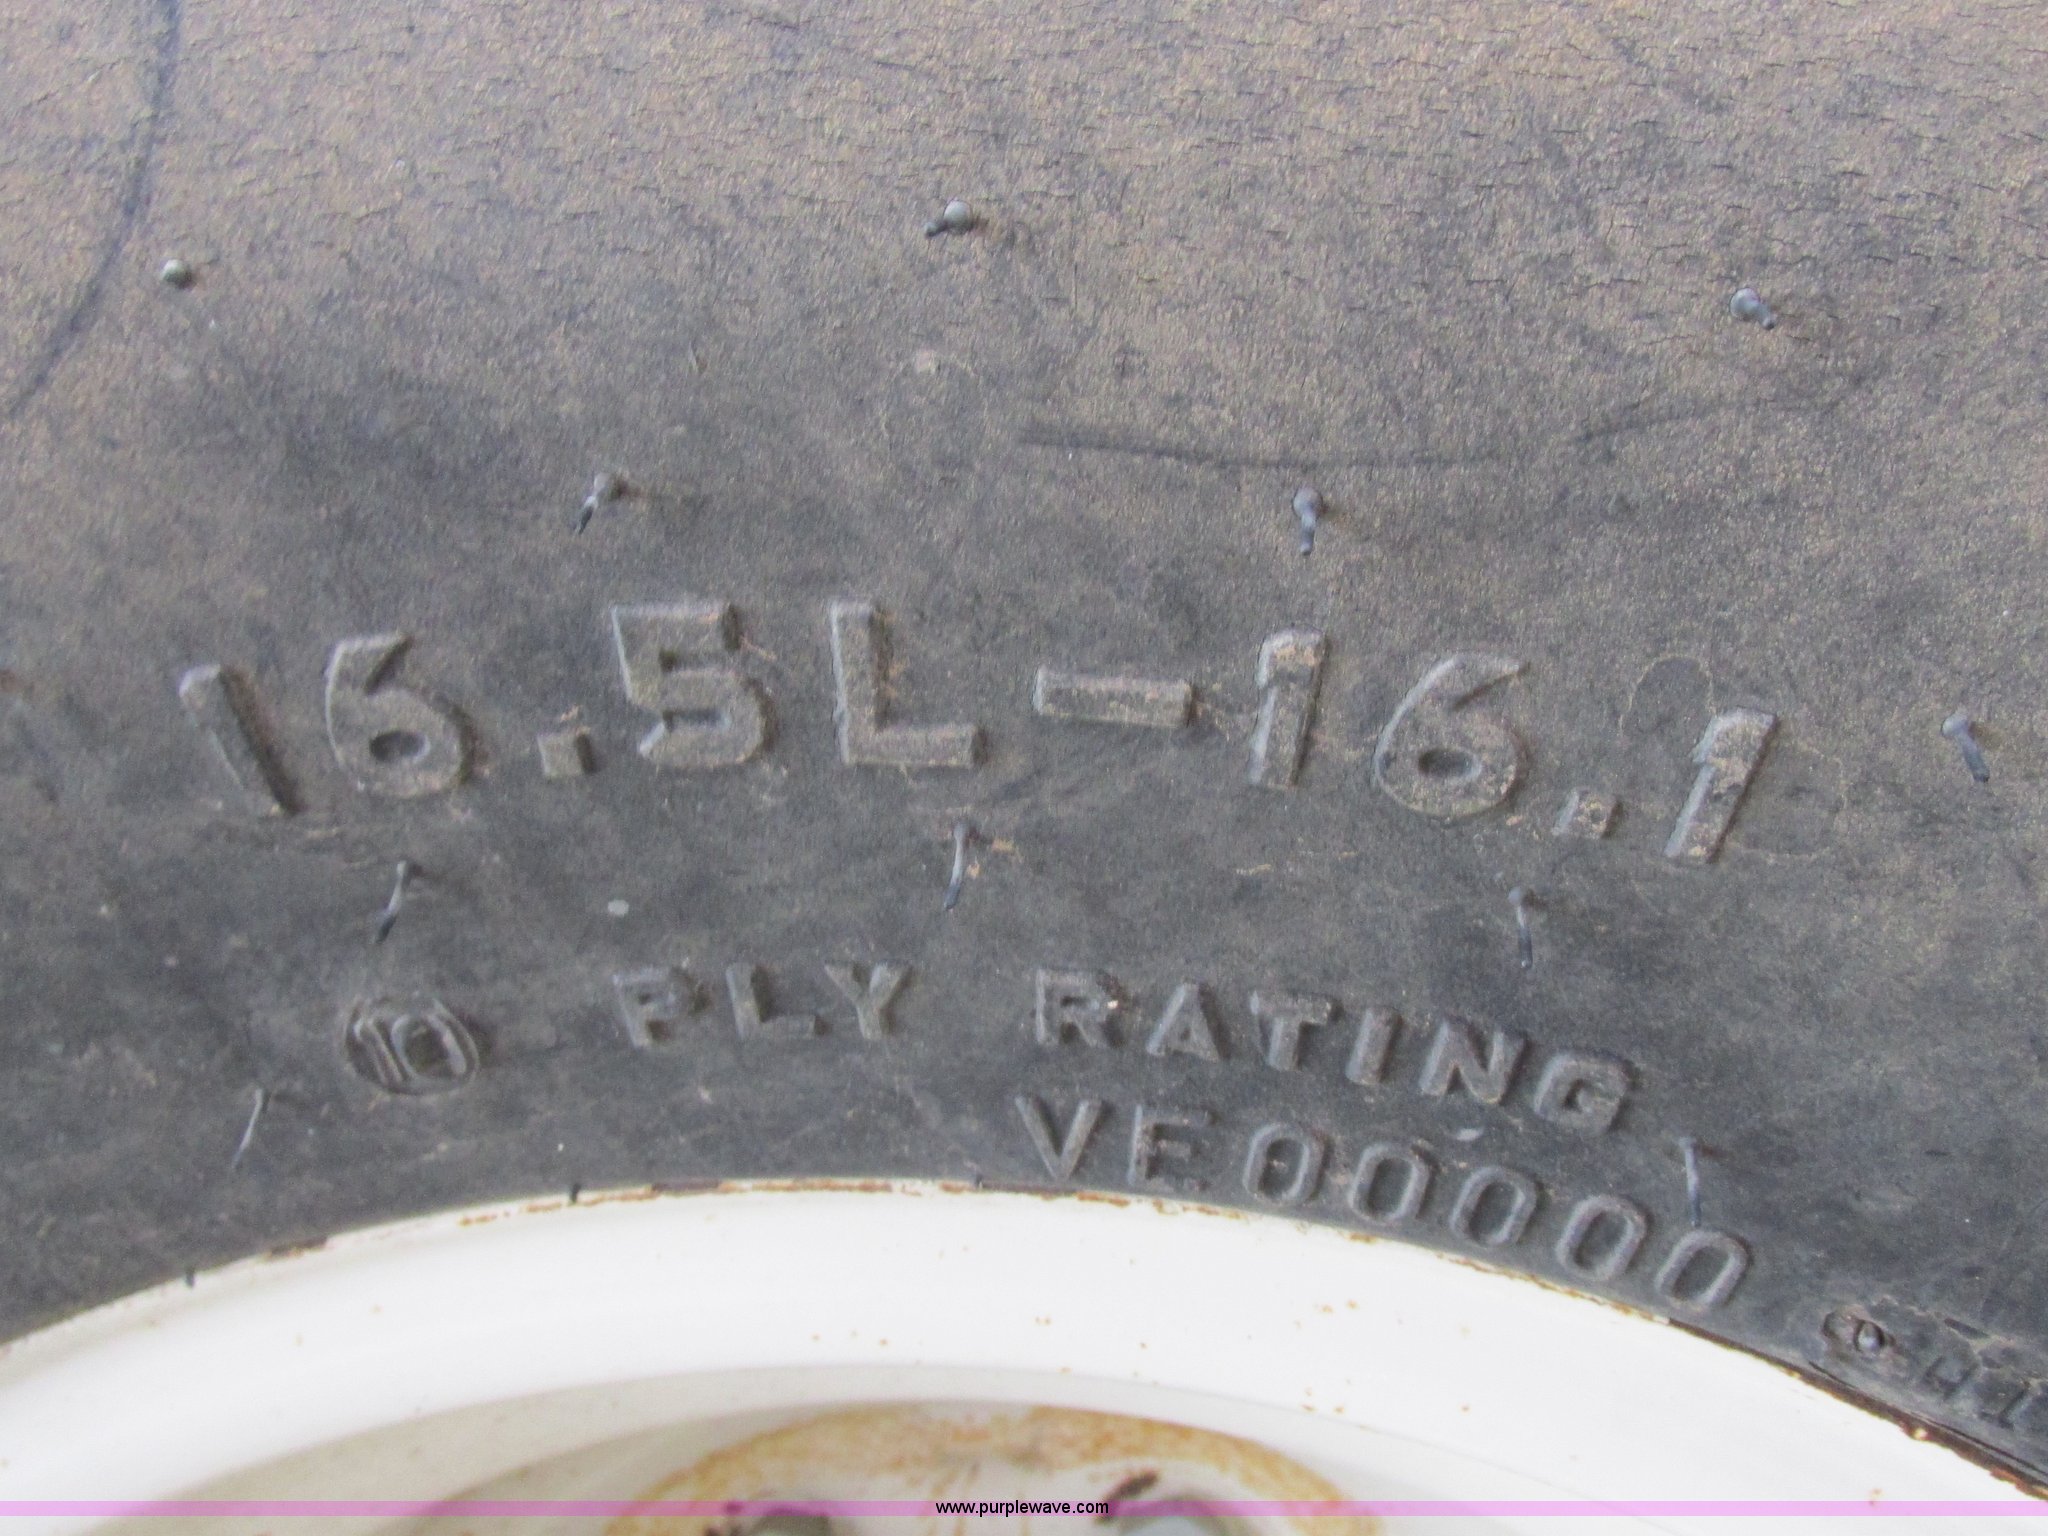 16.5L-16.1
10 PLY RATING
VE00000
www.purplewave.com